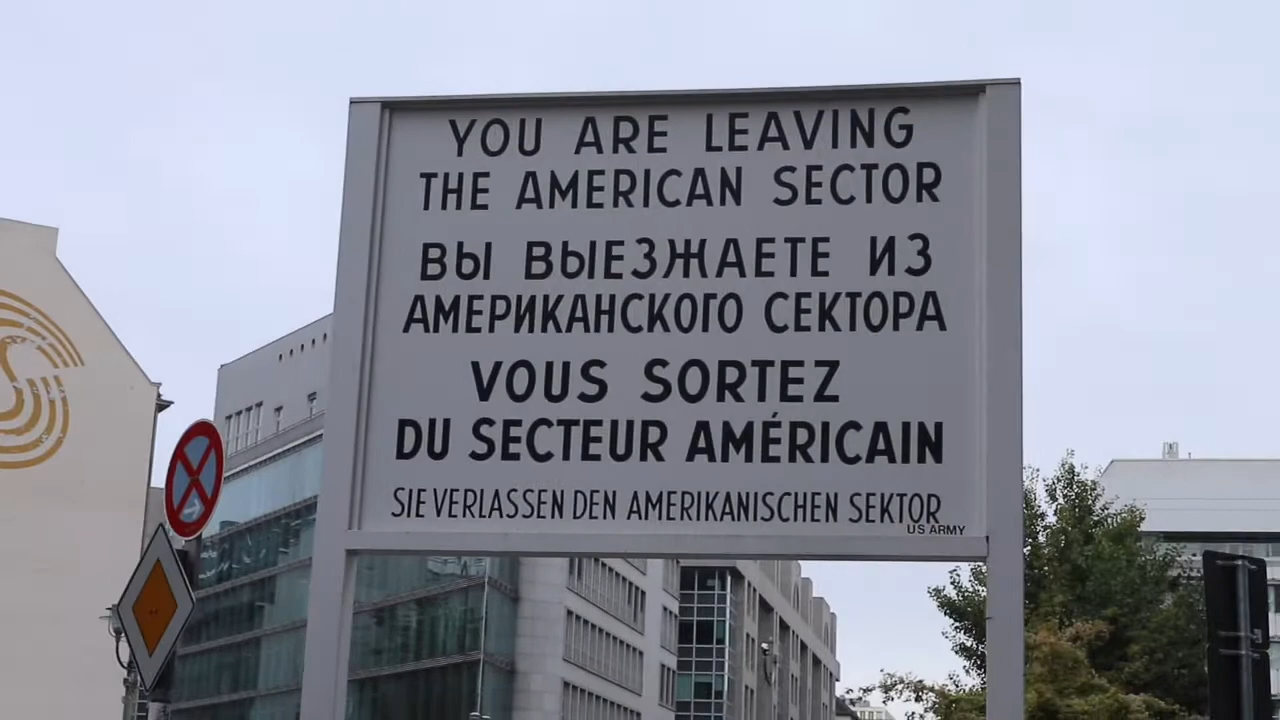 YOU ARE LEAVING
THE AMERICAN SECTOR
ВЫ ВЫЕЗЖАЕТЕ ИЗ
АМЕРИКАНСКОГО СЕКТОРА
VOUS SORTEZ
DU SECTEUR AMÉRICAIN
SIE VERLASSEN DEN AMERIKANISCHEN SEKTOR
US ARMY